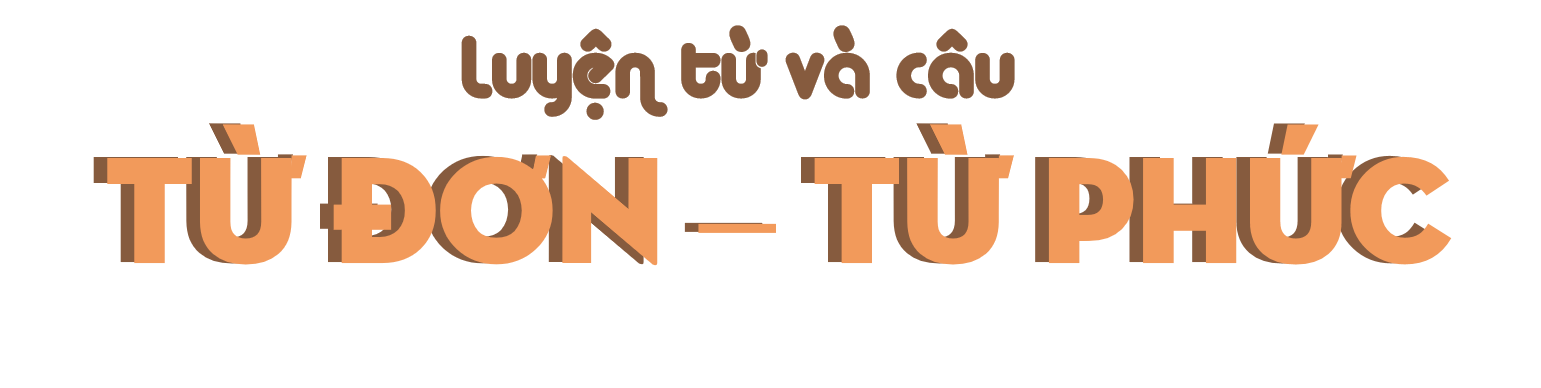 Luyện từ và câu
TỪ ĐƠN – TỪ PHỨC